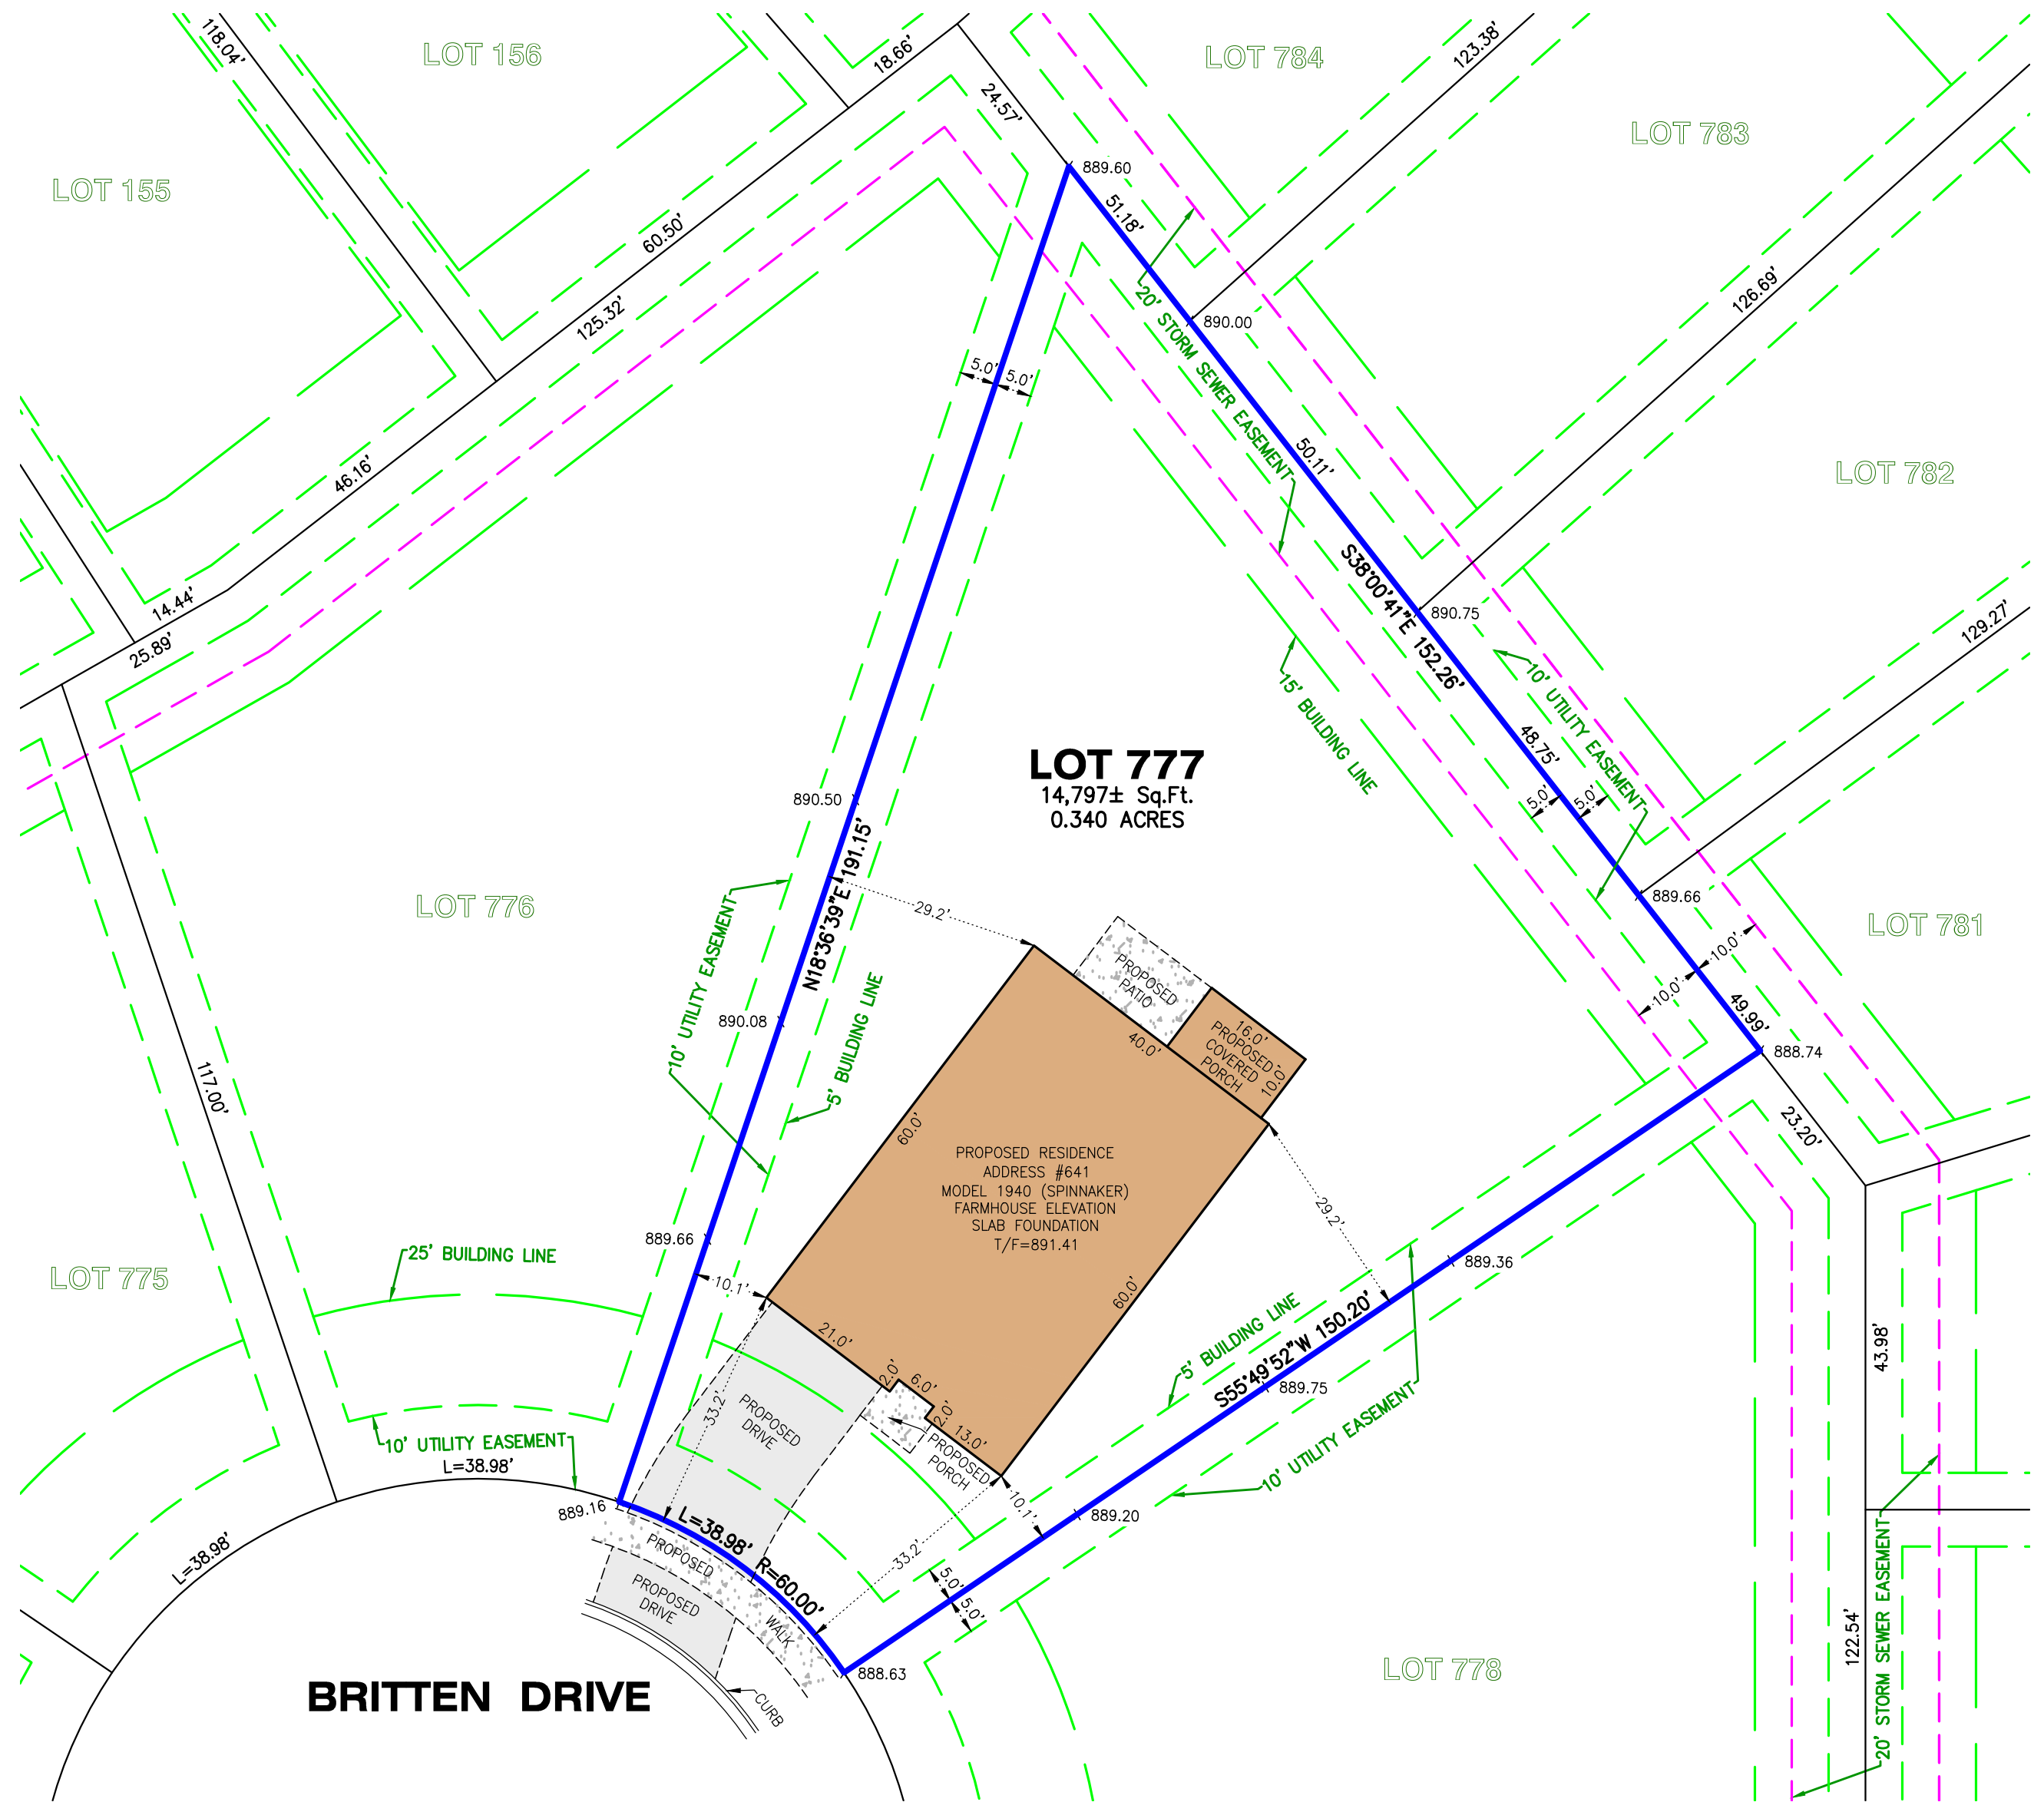 118.04'
LOT 156
18.66'
24.57'
LOT 784
123.38'
LOT 783
LOT 155
889.60
51.18'
60.50'
125.32'
20' STORM SEWER EASEMENT
890.00
126.69'
5.0'
5.0'
46.16'
50.11'
LOT 782
14.44'
25.89'
S38°00'41"E 152.26'
890.75
129.27'
10' UTILITY EASEMENT
15' BUILDING LINE
48.75'
5.0'
5.0'
LOT 777
14,797± Sq.Ft.
0.340 ACRES
890.50
N18°36'39"E 191.15'
LOT 776
29.2'
889.66
LOT 781
10.0'
10.0'
49.99'
888.74
10' UTILITY EASEMENT
5' BUILDING LINE
890.08
PROPOSED
PATIO
40.0'
16.0'
PROPOSED
COVERED
PORCH
10.0'
117.00'
60.0'
23.20'
PROPOSED RESIDENCE
ADDRESS #641
MODEL 1940 (SPINNAKER)
FARMHOUSE ELEVATION
SLAB FOUNDATION
T/F=891.41
29.2'
889.66
25' BUILDING LINE
LOT 775
10.1'
60.0'
889.36
5' BUILDING LINE
S55°49'52"W 150.20'
43.98'
21.0'
2.0'
6.0'
2.0'
13.0'
889.75
33.2'
PROPOSED
DRIVE
PROPOSED
PORCH
10' UTILITY EASEMENT
10' UTILITY EASEMENT
L=38.98'
889.16
L=38.98' R=60.00'
10.1'
889.20
33.2'
L=38.98'
PROPOSED
WALK
PROPOSED
DRIVE
5.0'
5.0'
20' STORM SEWER EASEMENT
122.54'
888.63
LOT 778
BRITTEN DRIVE
CURB